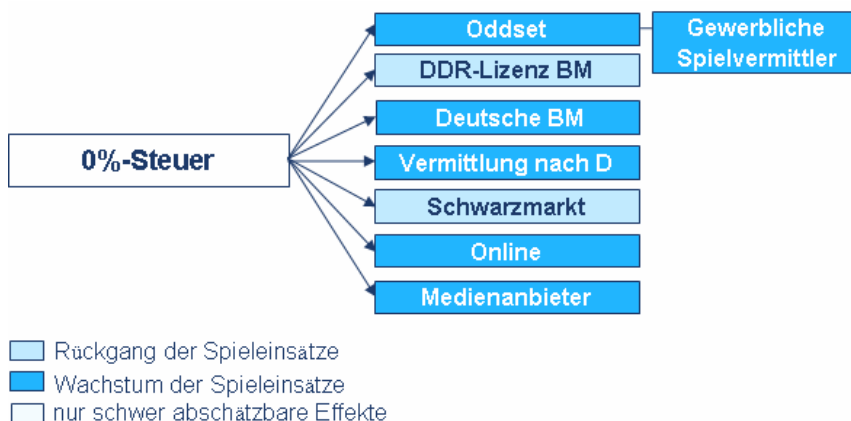 Oddset
Gewerbliche
Spielvermittler
DDR-Lizenz BM
Deutsche BM
0%-Steuer
Vermittlung nach D
Schwarzmarkt
Online
Medienanbieter
Rückgang der Spieleinsätze
Wachstum der Spieleinsätze
nur schwer abschätzbare Effekte